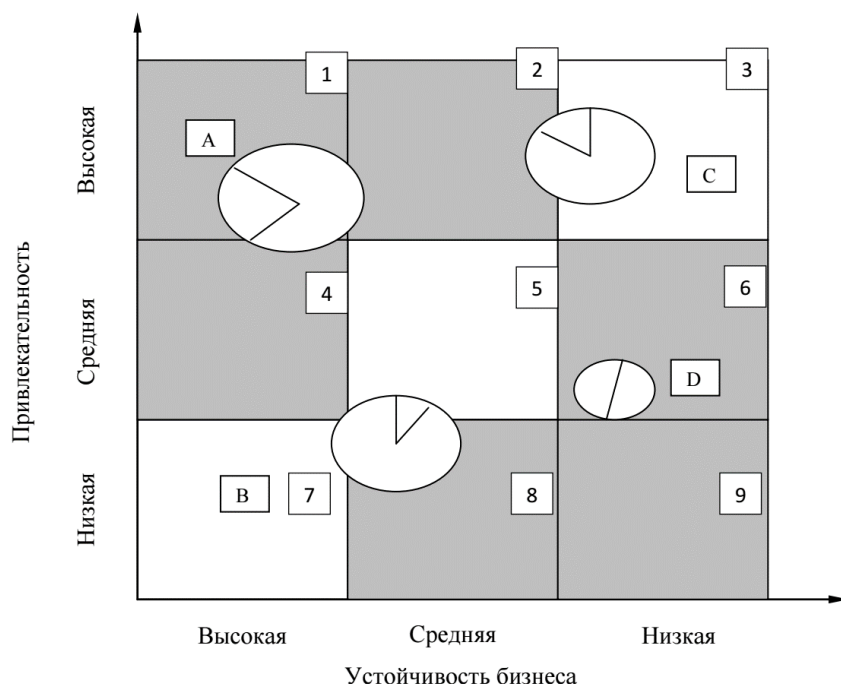 1
2
3
A
C
Высокая
4
5
6
D
Средняя
B
7
8
9
Низкая
Привлекательность
Высокая
Средняя
Низкая
Устойчивость бизнеса